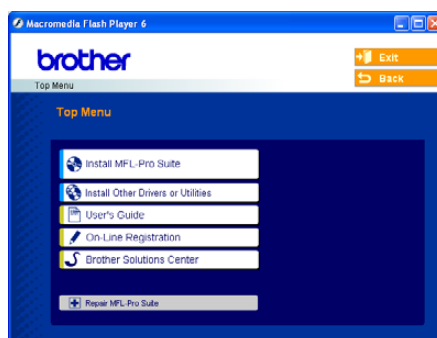 Macromedia Flash Player 6
brother
Exit
Back
Top Menu
Top Menu
Install MFL-Pro Suite
Install Other Drivers or Utilities
User's Guide
On-Line Registration
Brother Solutions Center
Repair MFL-Pro Suite